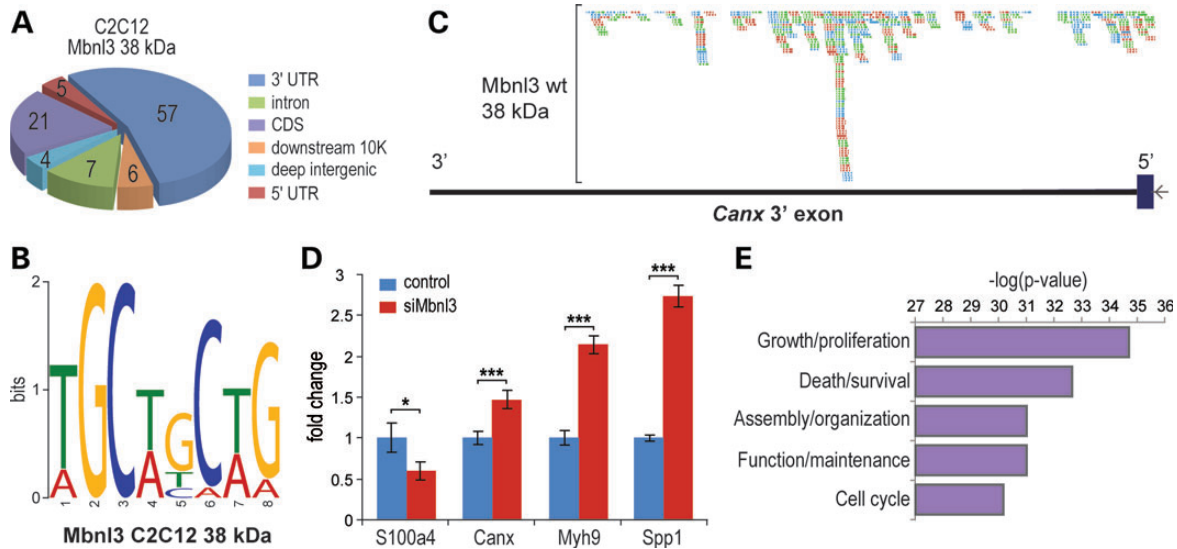 A
C2C12
Mbnl3 38 kDa
5
57
21
4
7
6
3' UTR
intron
CDS
downstream 10K
deep intergenic
5' UTR
C
Mbnl3 wt
38 kDa
3'
5'
Canx 3' exon
B
2
bits
1
0
T G C T G C T G
A A T A A A
C
1 2 3 4 5 6 7 8
Mbnl3 C2C12 38 kDa
D
control
siMbnl3
fold change
3
2.5
2
1.5
1
0.5
0
*
***
***
***
S100a4 Canx Myh9 Spp1
E
-log(p-value)
27 28 29 30 31 32 33 34 35 36
Growth/proliferation
Death/survival
Assembly/organization
Function/maintenance
Cell cycle